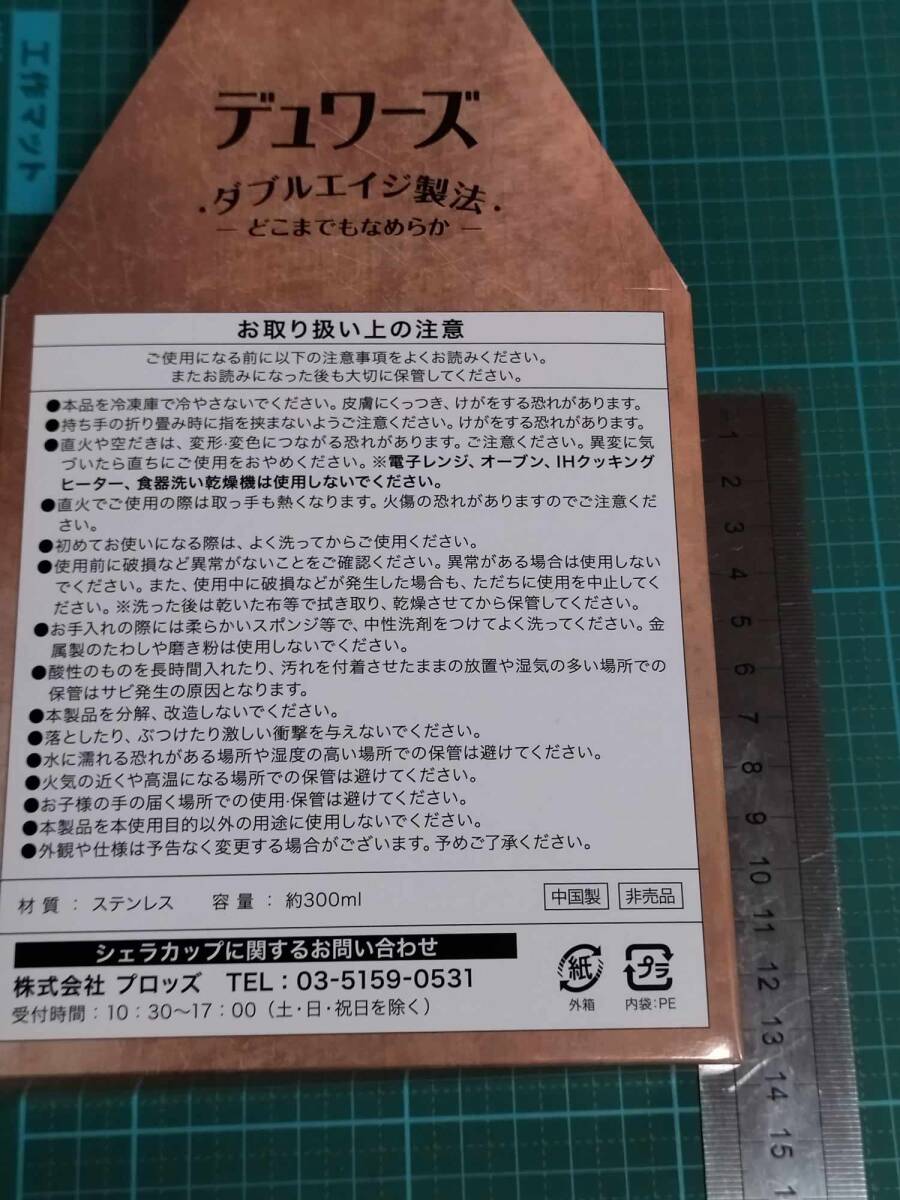 工作マット
デュワーズ
・ダブルエイジ製法・
― どこまでもなめらか ―
お取り扱い上の注意
ご使用になる前に以下の注意事項をよくお読みください。
またお読みになった後も大切に保管してください。
●本品を冷凍庫で冷やさないでください。皮膚にくっつき、けがをする恐れがあります。
●持ち手の折り畳み時に指を挟まないようご注意ください。けがをする恐れがあります。
●直火や空だきは、変形・変色につながる恐れがあります。ご注意ください。異変に気
づいたら直ちにご使用をおやめください。※電子レンジ、オーブン、IHクッキング
ヒーター、食器洗い乾燥機は使用しないでください。
●直火でご使用の際は取っ手も熱くなります。火傷の恐れがありますのでご注意くだ
さい。
●初めてお使いになる際は、よく洗ってからご使用ください。
●使用前に破損など異常がないことをご確認ください。異常がある場合は使用しない
でください。また、使用中に破損などが発生した場合も、ただちに使用を中止してく
ださい。※洗った後は乾いた布等で拭き取り、乾燥させてから保管してください。
●お手入れの際には柔らかいスポンジ等で、中性洗剤をつけてよく洗ってください。金
属製のたわしや磨き粉は使用しないでください。
●酸性のものを長時間入れたり、汚れを付着させたままの放置や湿気の多い場所での
保管はサビ発生の原因となります。
●本製品を分解、改造しないでください。
●落としたり、ぶつけたり激しい衝撃を与えないでください。
●水に濡れる恐れがある場所や湿度の高い場所での保管は避けてください。
●火気の近くや高温になる場所での保管は避けてください。
●お子様の手の届く場所での使用・保管は避けてください。
●本製品を本使用目的以外の用途に使用しないでください。
●外観や仕様は予告なく変更する場合がございます。予めご了承ください。
材質：ステンレス 容量：約300ml 中国製 非売品
シェラカップに関するお問い合わせ
株式会社 プロッズ TEL：03-5159-0531
受付時間：10：30〜17：00（土・日・祝日を除く）
紙
外箱
プラ
内袋：PE
1
2
3
4
5
6
7
8
9
10
11
12
13
14
15